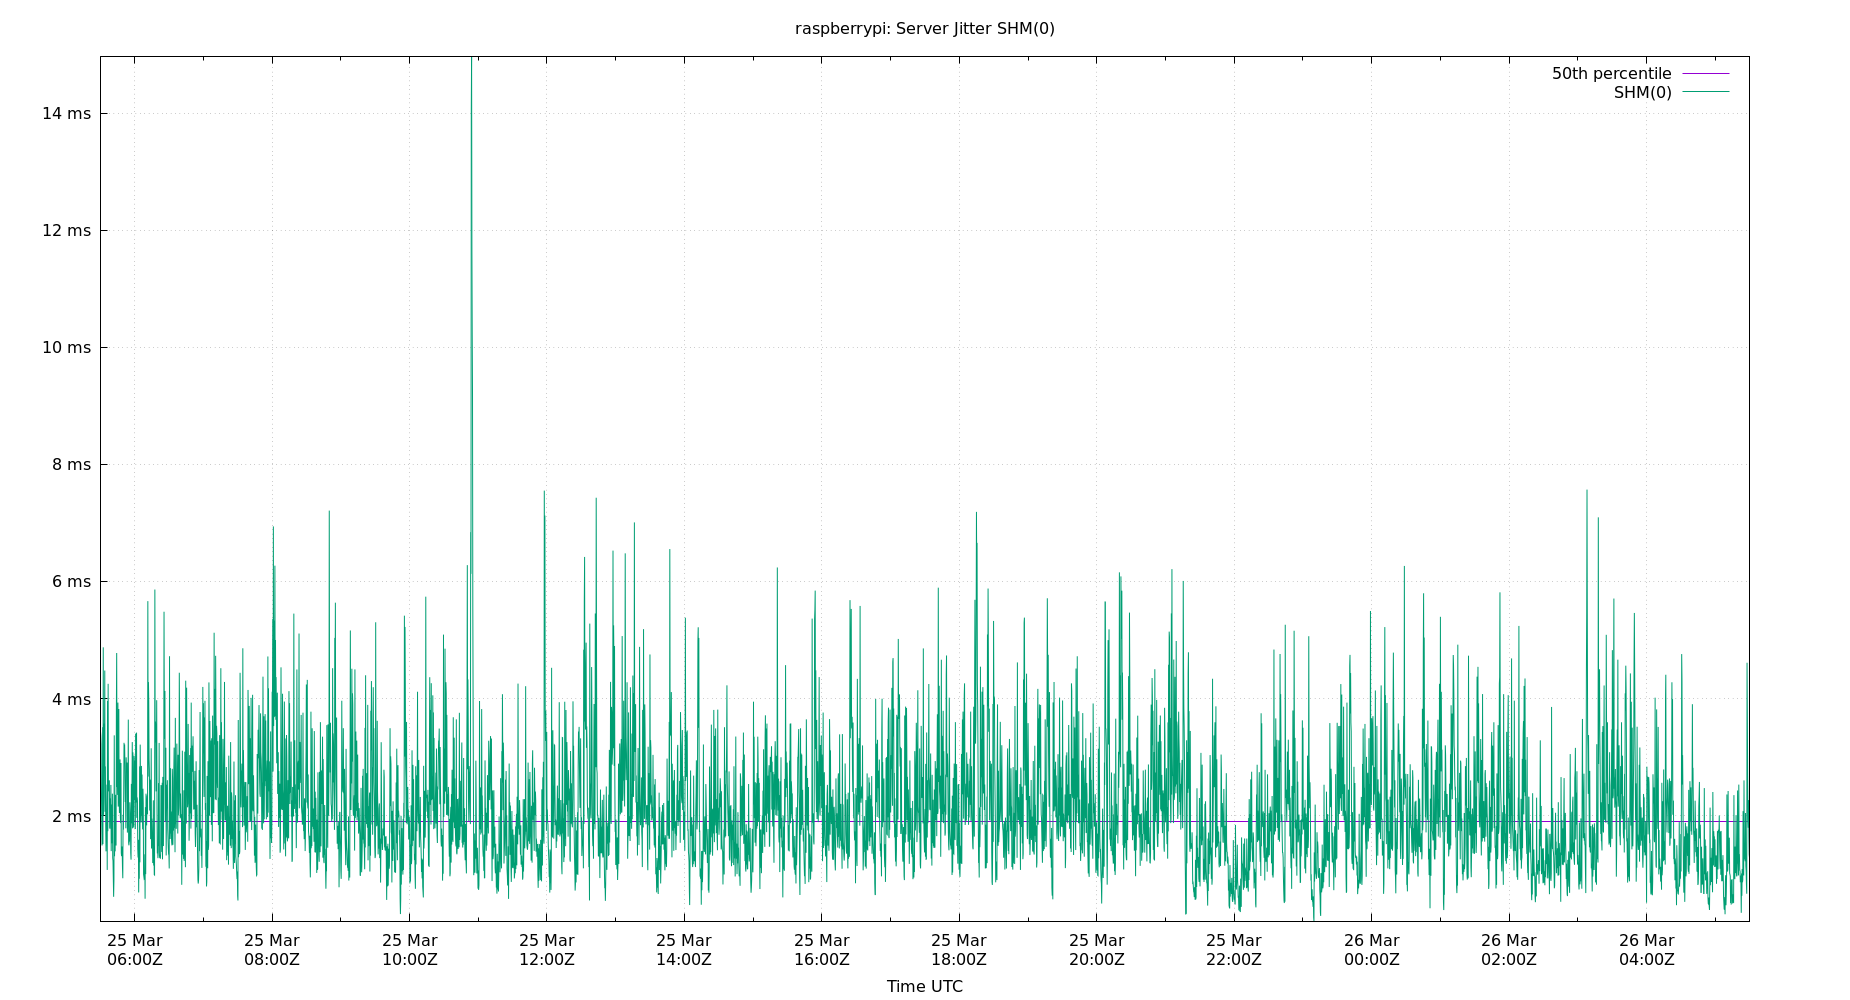 raspberrypi: Server Jitter SHM(0)
50th percentile
SHM(0)
14 ms
12 ms
10 ms
8 ms
6 ms
4 ms
2 ms
25 Mar 25 Mar 25 Mar 25 Mar 25 Mar 25 Mar 25 Mar 25 Mar 25 Mar 26 Mar 26 Mar 26 Mar
06:00Z 08:00Z 10:00Z 12:00Z 14:00Z 16:00Z 18:00Z 20:00Z 22:00Z 00:00Z 02:00Z 04:00Z
Time UTC